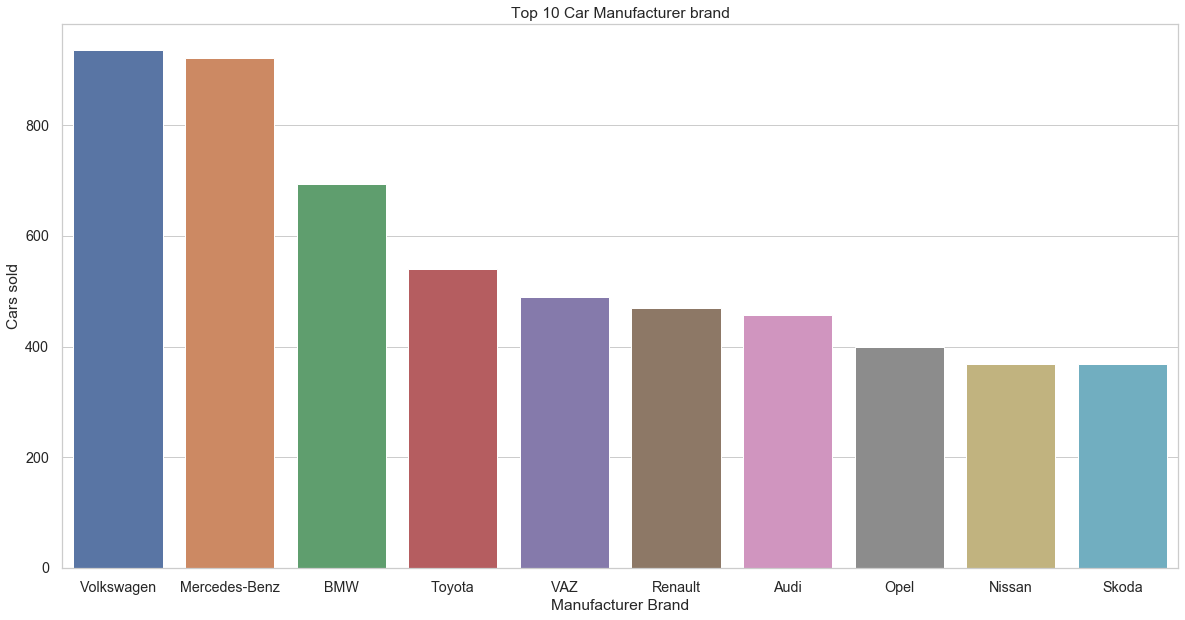 Top 10 Car Manufacturer brand
Cars sold
800
600
400
200
0
Volkswagen Mercedes-Benz BMW Toyota VAZ Renault Audi Opel Nissan Skoda
Manufacturer Brand